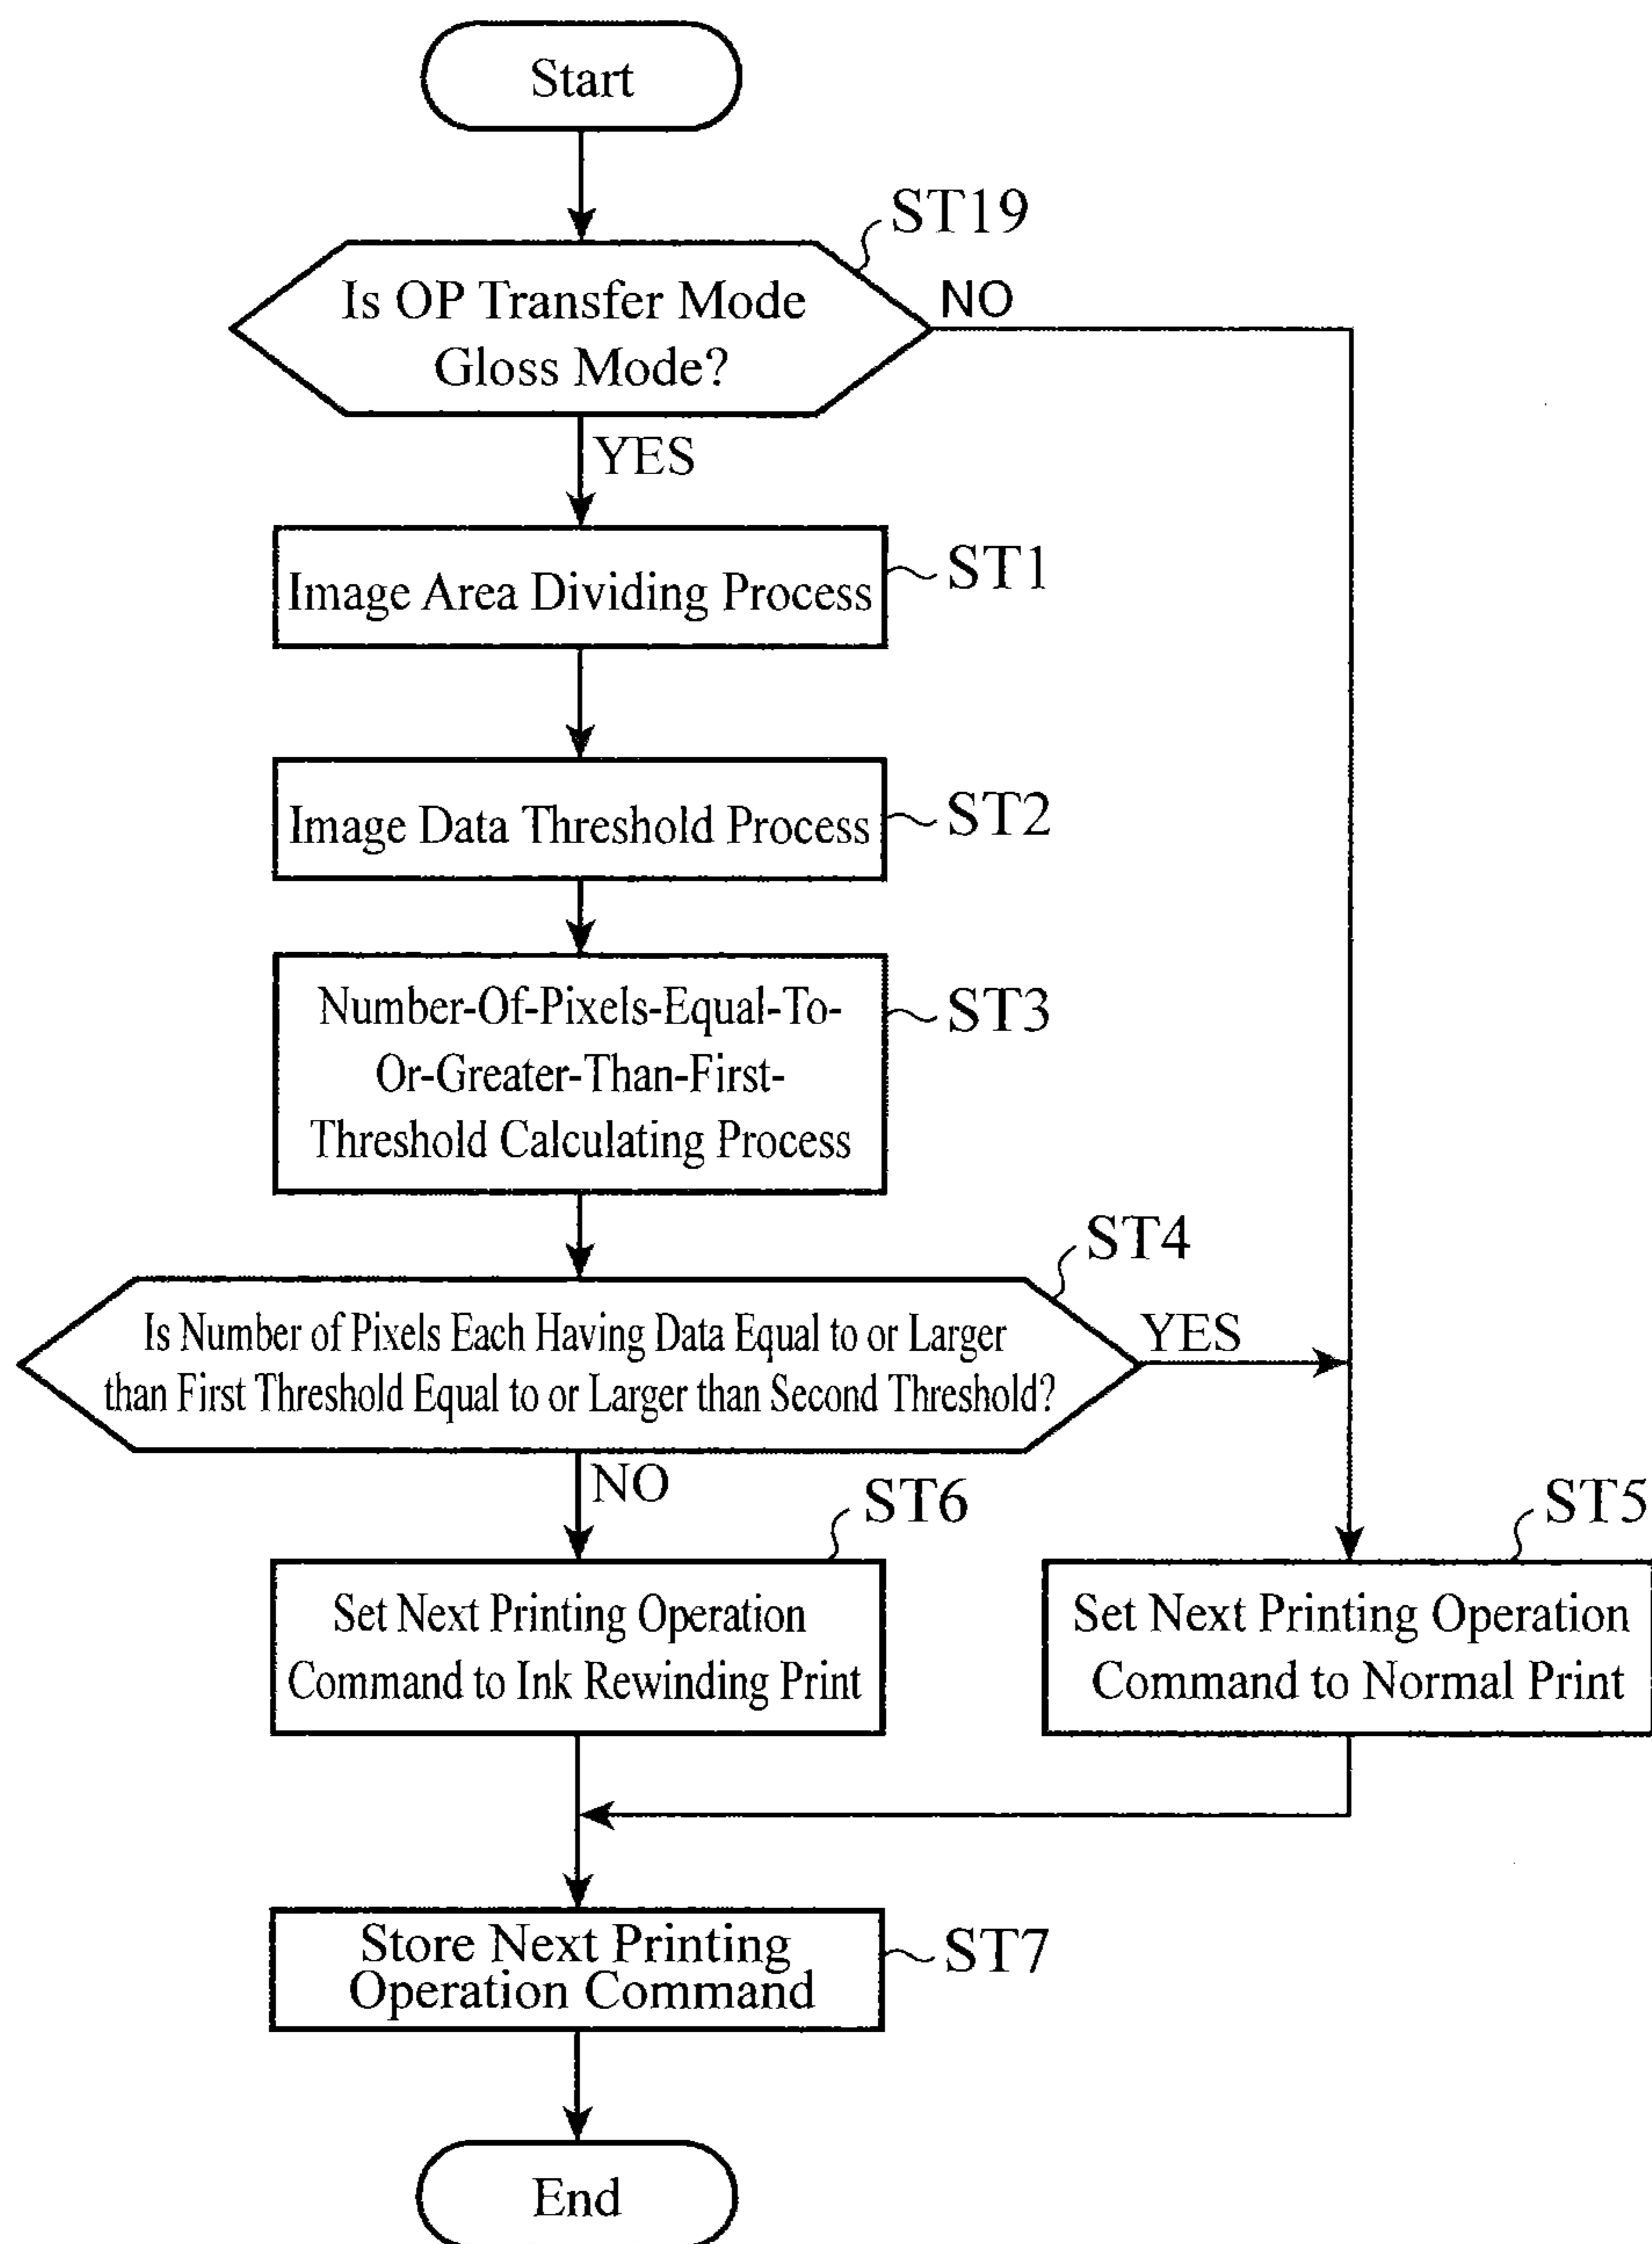 Start
ST19
Is OP Transfer Mode
Gloss Mode?
NO
YES
Image Area Dividing Process
ST1
Image Data Threshold Process
ST2
Number-Of-Pixels-Equal-To-
Or-Greater-Than-First-
Threshold Calculating Process
ST3
ST4
Is Number of Pixels Each Having Data Equal to or Larger
than First Threshold Equal to or Larger than Second Threshold?
YES
NO
ST6
Set Next Printing Operation
Command to Ink Rewinding Print
ST5
Set Next Printing Operation
Command to Normal Print
Store Next Printing
Operation Command
ST7
End